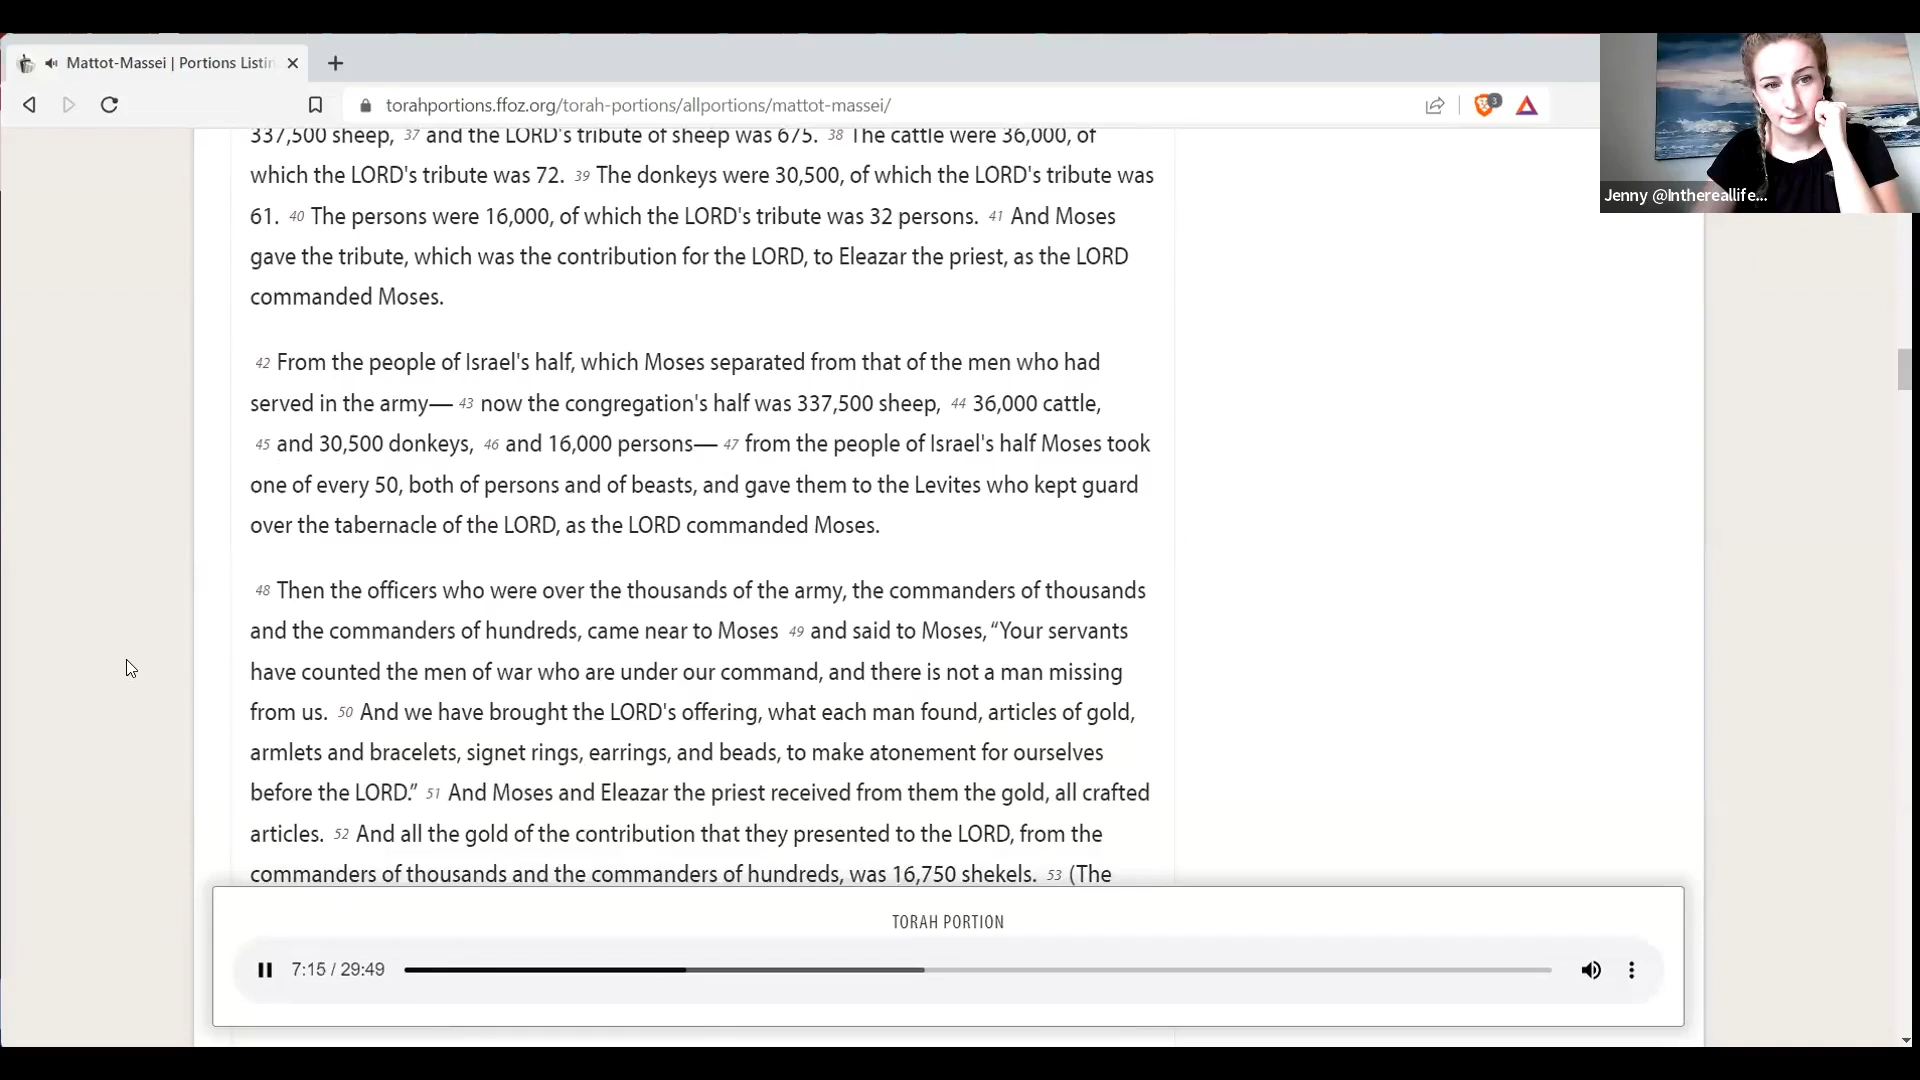 Mattot-Massei | Portions Listin
torahportions.ffoz.org/torah-portions/allportions/mattot-massei/
3
Jenny @Inthereallife...
337,500 sheep, 37 and the LORD's tribute of sheep was 675. 38 The cattle were 36,000, of
which the LORD's tribute was 72. 39 The donkeys were 30,500, of which the LORD's tribute was
61. 40 The persons were 16,000, of which the LORD's tribute was 32 persons. 41 And Moses
gave the tribute, which was the contribution for the LORD, to Eleazar the priest, as the LORD
commanded Moses.
42 From the people of Israel's half, which Moses separated from that of the men who had
served in the army— 43 now the congregation's half was 337,500 sheep, 44 36,000 cattle,
45 and 30,500 donkeys, 46 and 16,000 persons— 47 from the people of Israel's half Moses took
one of every 50, both of persons and of beasts, and gave them to the Levites who kept guard
over the tabernacle of the LORD, as the LORD commanded Moses.
48 Then the officers who were over the thousands of the army, the commanders of thousands
and the commanders of hundreds, came near to Moses 49 and said to Moses, “Your servants
have counted the men of war who are under our command, and there is not a man missing
from us. 50 And we have brought the LORD's offering, what each man found, articles of gold,
armlets and bracelets, signet rings, earrings, and beads, to make atonement for ourselves
before the LORD.” 51 And Moses and Eleazar the priest received from them the gold, all crafted
articles. 52 And all the gold of the contribution that they presented to the LORD, from the
commanders of thousands and the commanders of hundreds, was 16,750 shekels. 53 (The
TORAH PORTION
7:15 / 29:49